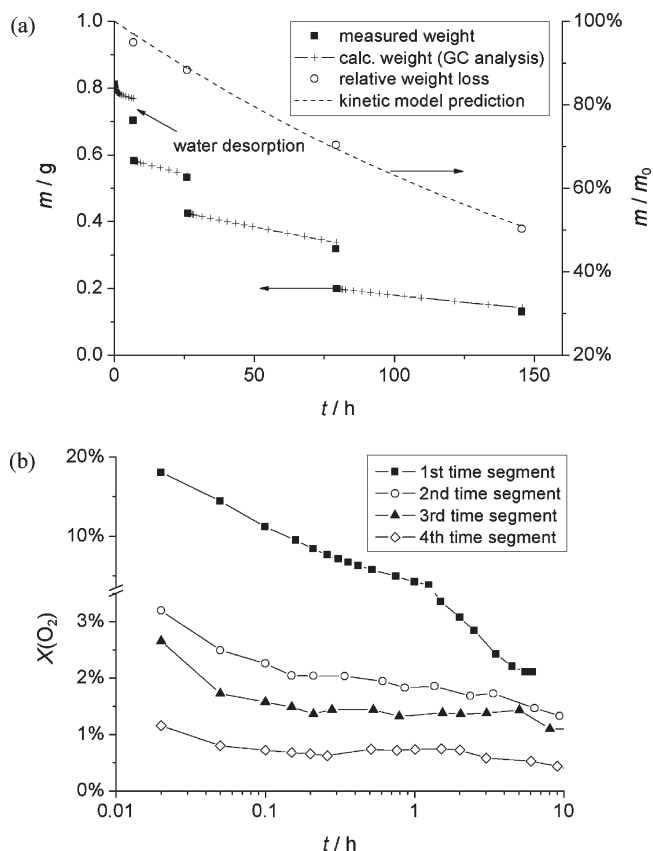 (a)
1.0
0.8
0.6
0.4
0.2
0.0
m / g
100%
80%
60%
40%
20%
m / m0
measured weight
calc. weight (GC analysis)
relative weight loss
kinetic model prediction
water desorption
0
50
100
150
t / h
(b)
20%
10%
3%
2%
1%
0%
X(O2)
1st time segment
2nd time segment
3rd time segment
4th time segment
0.01
0.1
1
10
t / h